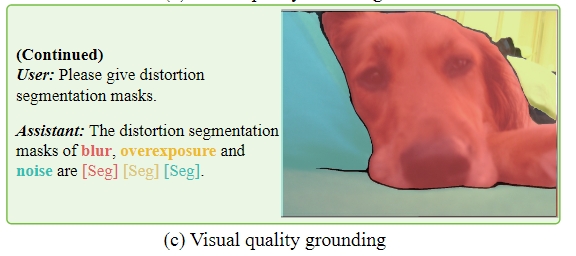 (Continued)
User: Please give distortion
segmentation masks.
Assistant: The distortion segmentation
masks of blur, overexposure and
noise are [Seg] [Seg] [Seg].
(c) Visual quality grounding